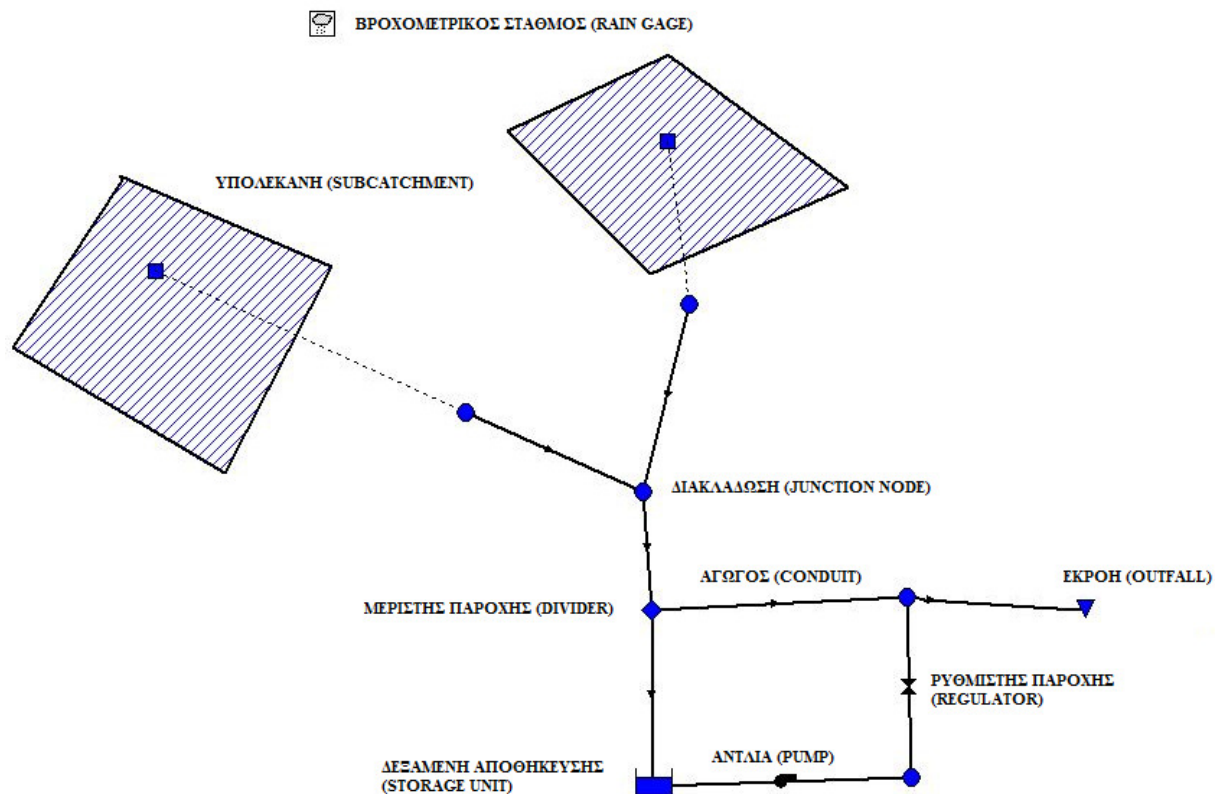 ΒΡΟΧΟΜΕΤΡΙΚΟΣ ΣΤΑΘΜΟΣ (RAIN GAGE)
ΥΠΟΛΕΚΑΝΗ (SUBCATCHMENT)
ΔΙΑΚΛΑΔΩΣΗ (JUNCTION NODE)
ΑΓΩΓΟΣ (CONDUIT)
ΕΚΡΟΗ (OUTFALL)
ΜΕΡΙΣΤΗΣ ΠΑΡΟΧΗΣ (DIVIDER)
ΡΥΘΜΙΣΤΗΣ ΠΑΡΟΧΗΣ
(REGULATOR)
ΑΝΤΛΙΑ (PUMP)
ΔΕΞΑΜΕΝΗ ΑΠΟΘΗΚΕΥΣΗΣ
(STORAGE UNIT)